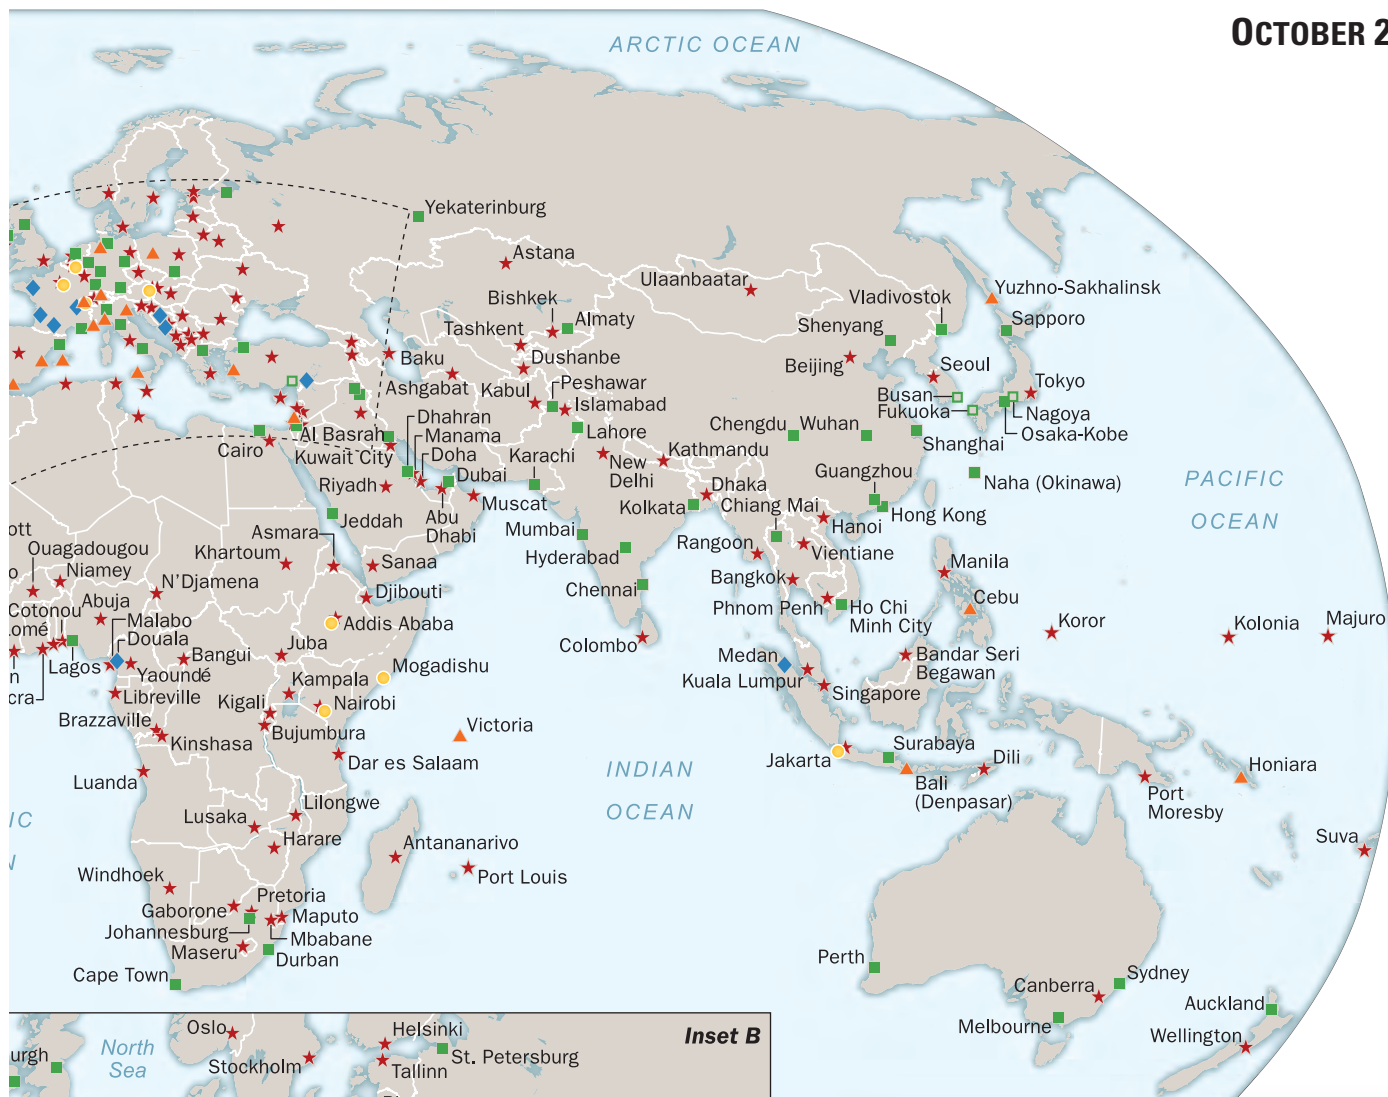 OCTOBER 2
ARCTIC OCEAN
Yekaterinburg
Astana
Ulaanbaatar
Yuzhno-Sakhalinsk
Bishkek
Almaty
Vladivostok
Sapporo
Tashkent
Shenyang
Dushanbe
Beijing
Seoul
Baku
Tokyo
Ashgabat
Kabul
Peshawar
Busan
Islamabad
Fukuoka
Nagoya
Dhahran
Al Basrah
Manama
Lahore
Chengdu
Wuhan
Shanghai
Osaka-Kobe
Cairo
Kuwait City
Doha
Karachi
New
Delhi
Kathmandu
Guangzhou
Riyadh
Dubai
Dhaka
Naha (Okinawa)
PACIFIC
OCEAN
Muscat
Kolkata
Chiang Mai
Hong Kong
Jeddah
Abu
Dhabi
Mumbai
Hanoi
ott
Asmara
Ouagadougou
Khartoum
Hyderabad
Rangoon
Vientiane
Niamey
Sanaa
Manila
o
N'Djamena
Bangkok
Djibouti
Chennai
Cotonou
Abuja
Phnom Penh
Ho Chi
Minh City
Cebu
Malabo
Addis Ababa
Koror
Kolonia
Majuro
Lomé
Douala
Juba
Colombo
Lagos
Bangui
Mogadishu
Medan
Bandar Seri
Begawan
n
Yaoundé
Kampala
Kuala Lumpur
cra
Libreville
Kigali
Nairobi
Singapore
Brazzaville
Bujumbura
Victoria
Kinshasa
Surabaya
Jakarta
Dar es Salaam
INDIAN
OCEAN
Dili
Honiara
Luanda
Bali
(Denpasar)
Port
Moresby
Lilongwe
IC
Lusaka
Harare
Suva
N
Antananarivo
Windhoek
Port Louis
Pretoria
Gaborone
Maputo
Johannesburg
Mbabane
Maseru
Durban
Perth
Cape Town
Sydney
Canberra
Auckland
Melbourne
Wellington
Oslo
Helsinki
Inset B
North
Sea
urgh
St. Petersburg
Stockholm
Tallinn